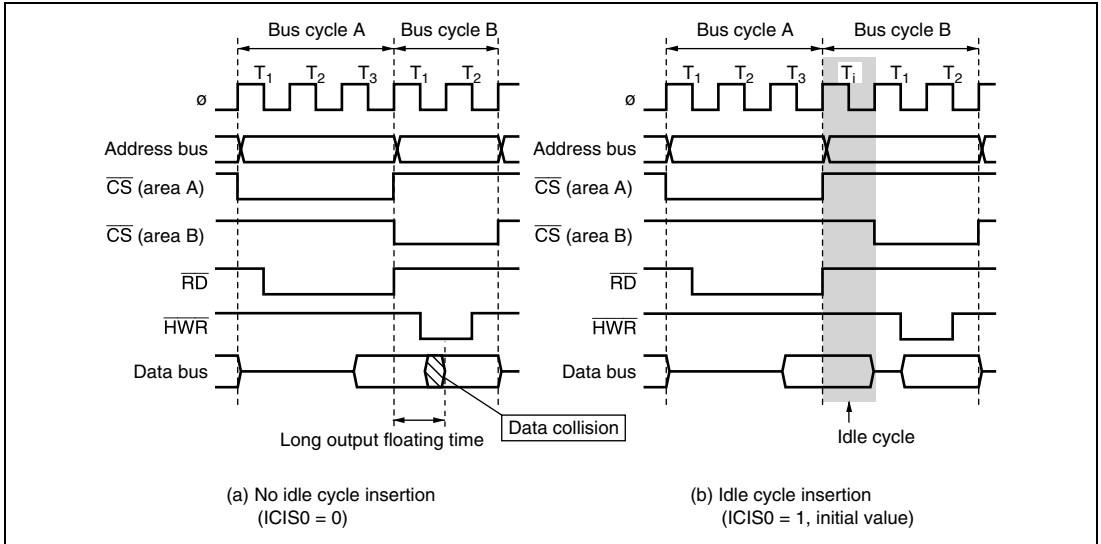 Bus cycle A Bus cycle B
T1 T2 T3 T1 T2
ø
Address bus
CS (area A)
CS (area B)
RD
HWR
Data bus
Long output floating time
Data collision
(a) No idle cycle insertion
(ICIS0 = 0)
Bus cycle A Bus cycle B
T1 T2 T3 Ti T1 T2
ø
Address bus
CS (area A)
CS (area B)
RD
HWR
Data bus
Idle cycle
(b) Idle cycle insertion
(ICIS0 = 1, initial value)